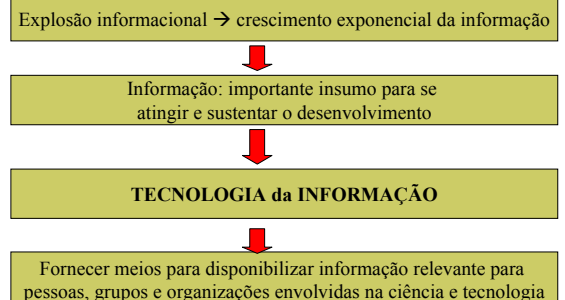 Explosão informacional → crescimento exponencial da informação
Informação: importante insumo para se
atingir e sustentar o desenvolvimento
TECNOLOGIA da INFORMAÇÃO
Fornecer meios para disponibilizar informação relevante para
pessoas, grupos e organizações envolvidas na ciência e tecnologia